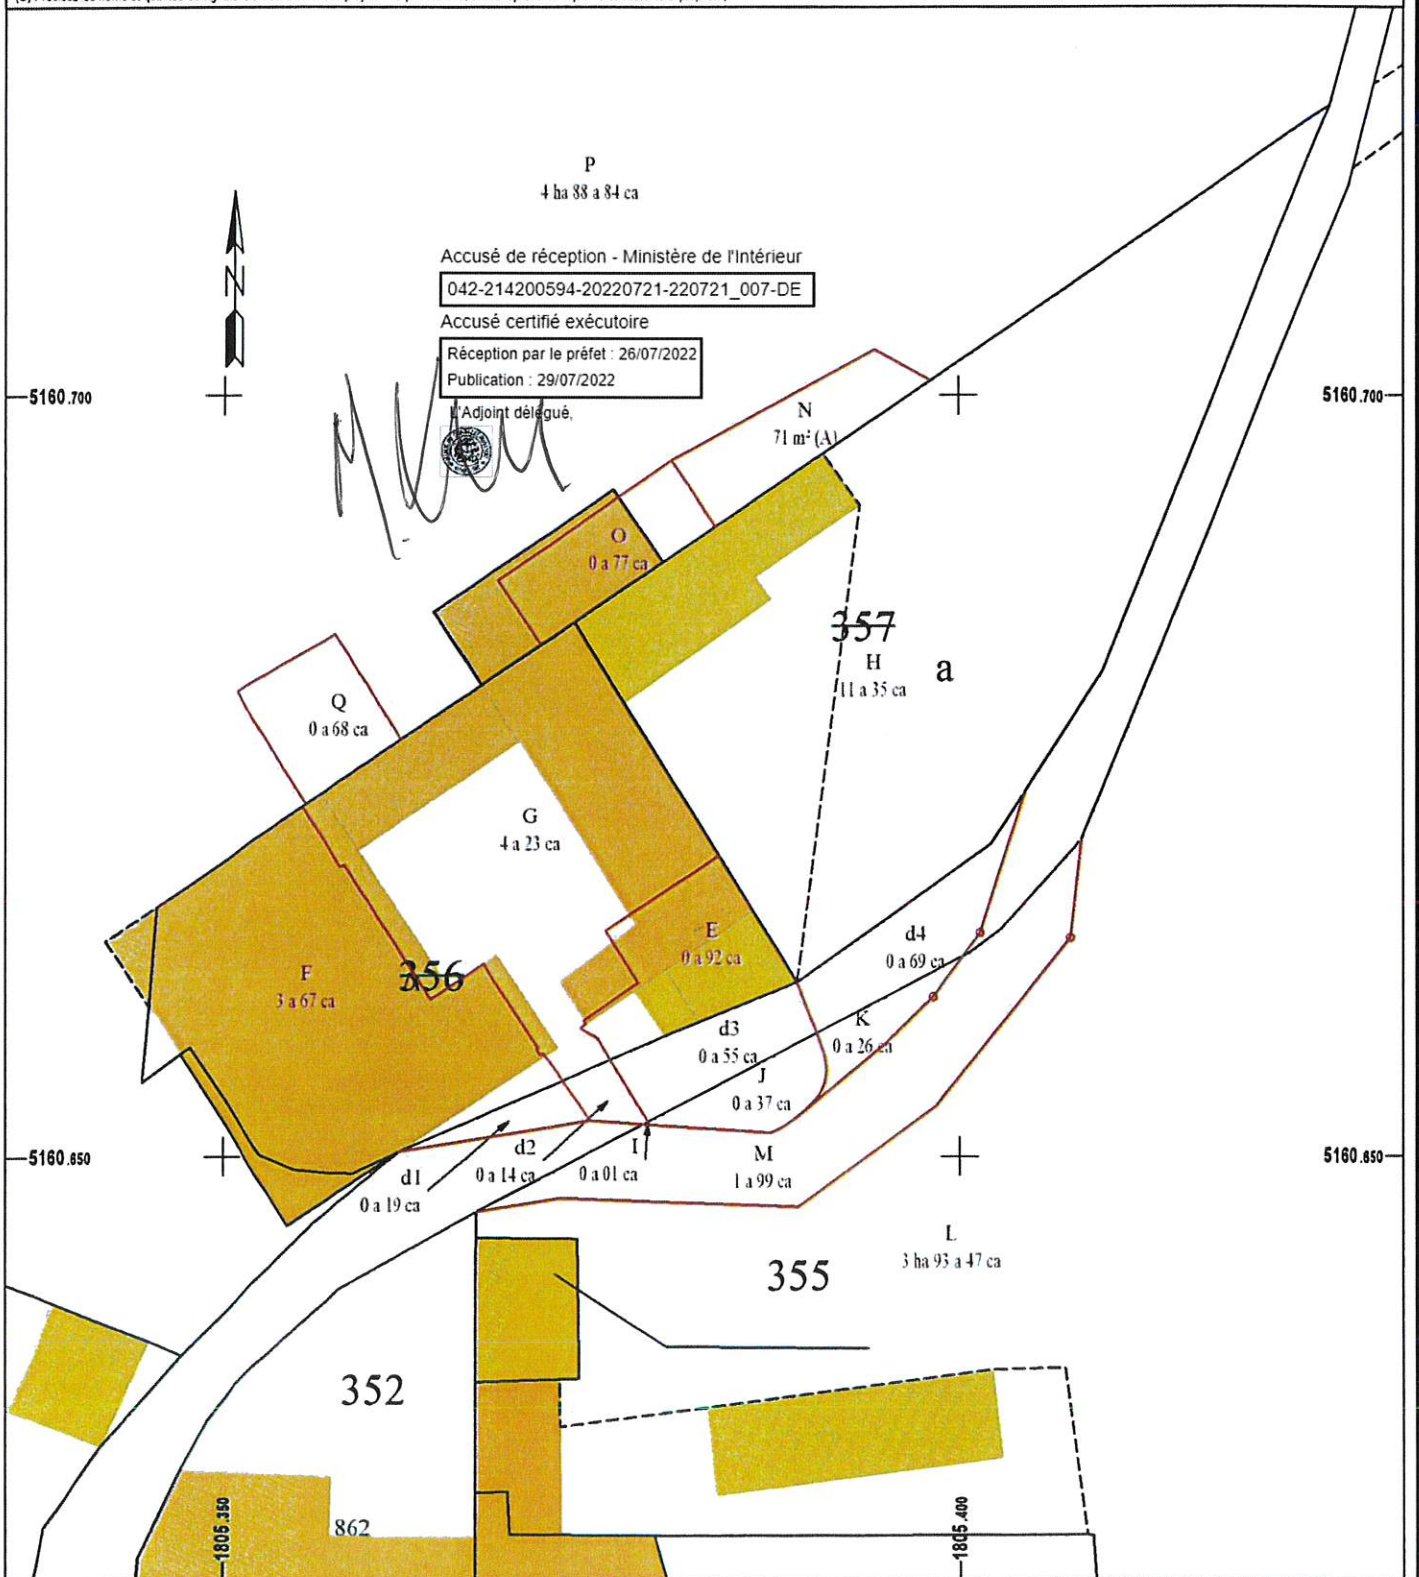 P
4 ha 88 a 84 ca
Accusé de réception - Ministère de l'Intérieur
042-214200594-20220721-220721_007-DE
Accusé certifié exécutoire
Réception par le préfet : 26/07/2022
Publication : 29/07/2022
L'Adjoint délégué,
N
5160.700
5160.700
N
71 m² (A)
O
0 a 77 ca
357
H
11 a 35 ca
a
Q
0 a 68 ca
G
4 a 23 ca
E
0 a 92 ca
d4
0 a 69 ca
F
3 a 67 ca
356
d3
0 a 55 ca
K
0 a 26 ca
J
0 a 37 ca
5160.650
5160.650
d1
0 a 19 ca
d2
0 a 14 ca
I
0 a 01 ca
M
1 a 99 ca
L
3 ha 93 a 47 ca
355
352
862
1805.350
1805.400